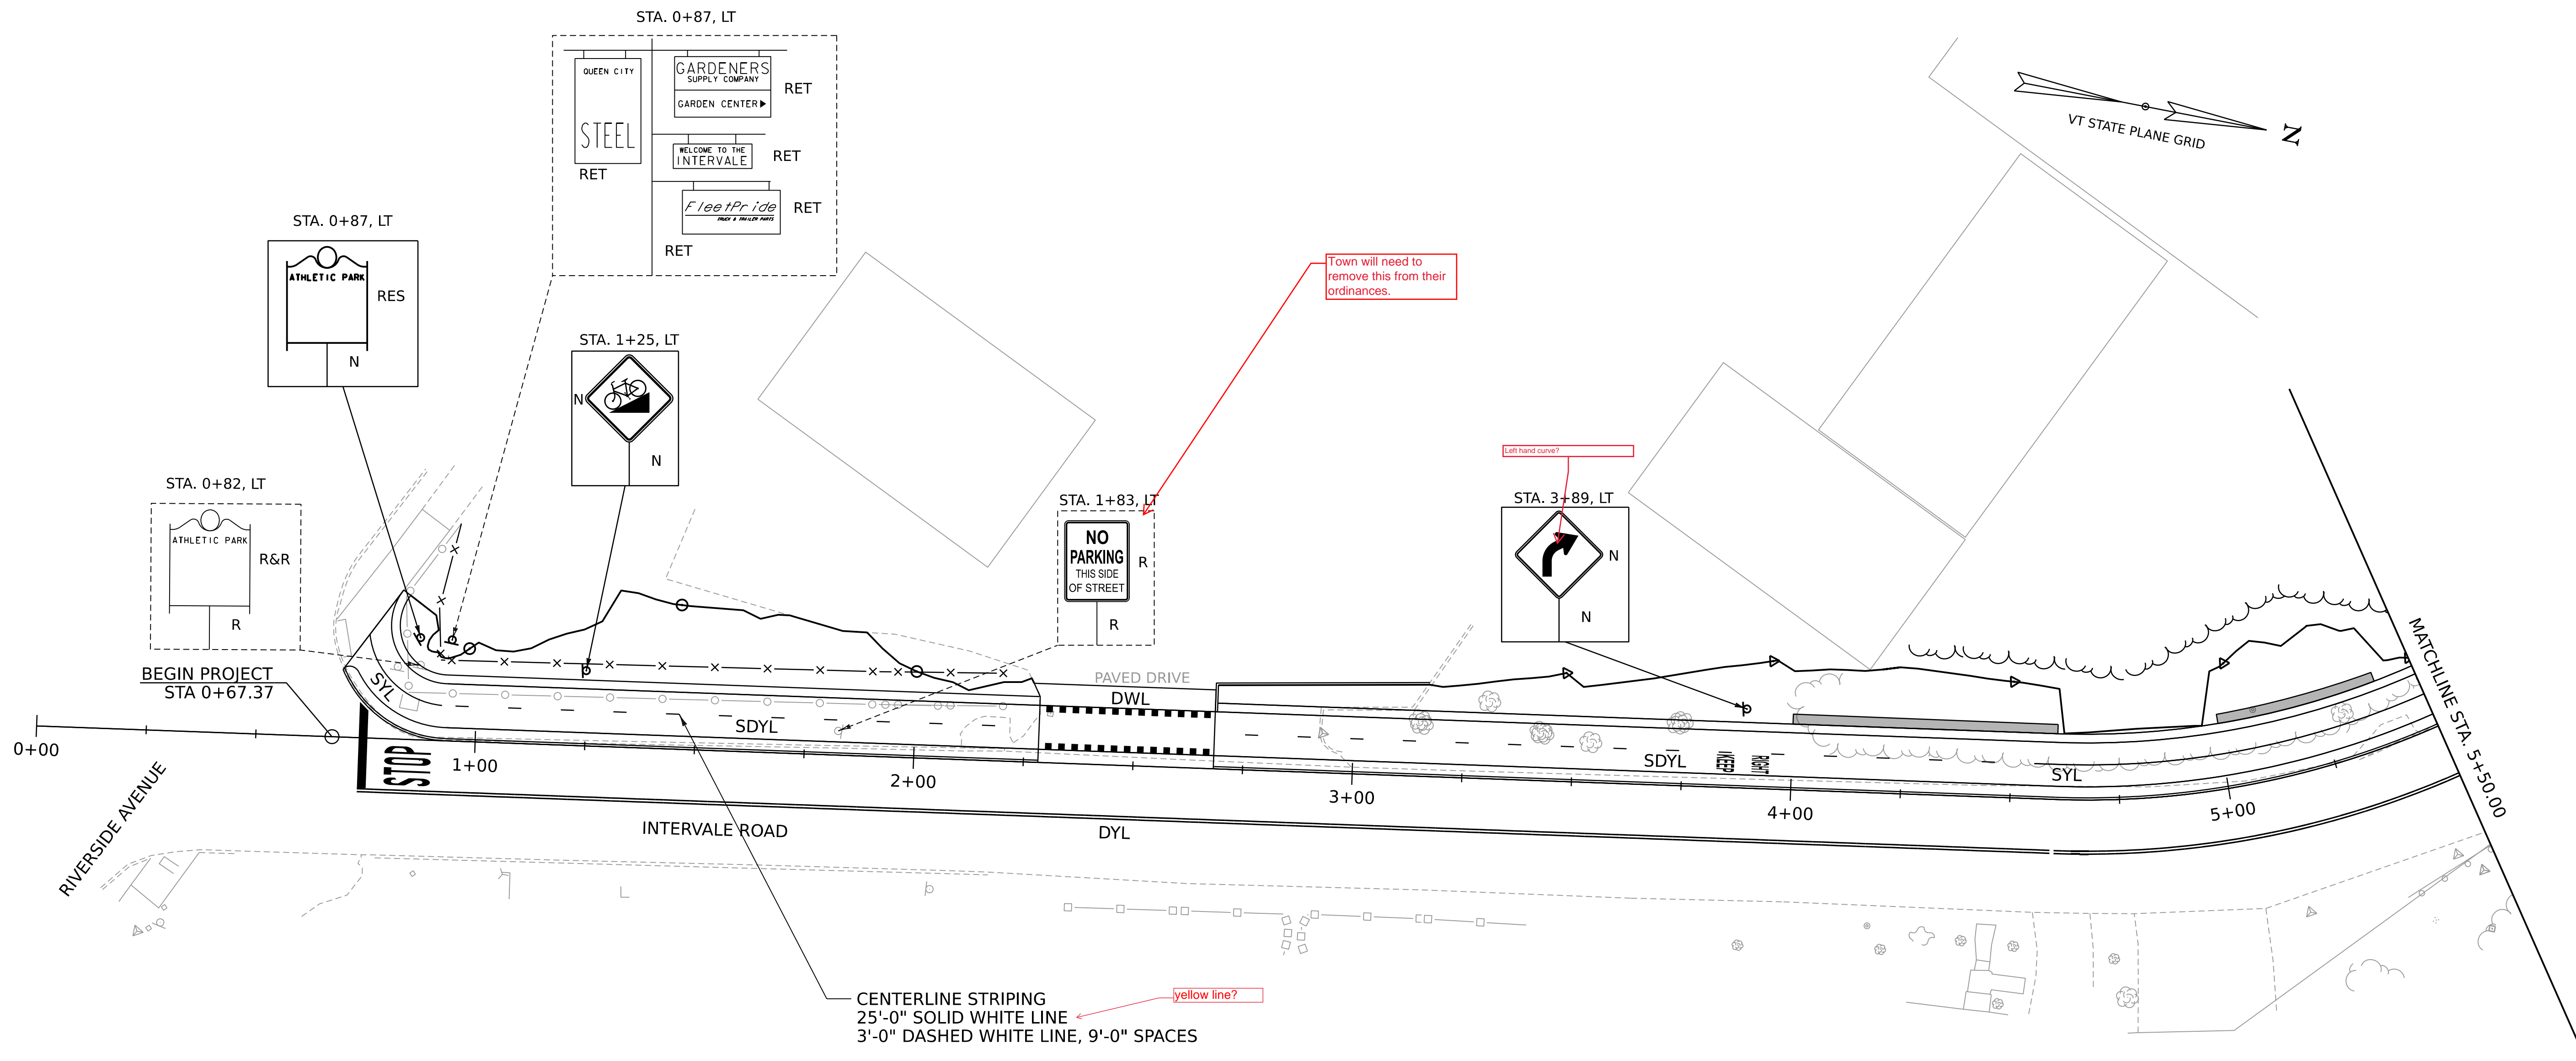 STA. 0+87, LT
QUEEN CITY
STEEL
RET
GARDENERS
SUPPLY COMPANY
GARDEN CENTER
RET
WELCOME TO THE
INTERVALE
RET
FleetPride
TRUCK & TRAILER PARTS
RET
RET
VT STATE PLANE GRID
N
STA. 0+87, LT
ATHLETIC PARK
RES
N
Town will need to
remove this from their
ordinances.
STA. 1+25, LT
N
N
Left hand curve?
STA. 0+82, LT
ATHLETIC PARK
R&R
R
STA. 1+83, LT
NO
PARKING
THIS SIDE
OF STREET
R
R
STA. 3+89, LT
N
N
BEGIN PROJECT
STA 0+67.37
SYL
PAVED DRIVE
DWL
SDYL
SDYL
KEEP
RIGHT
SYL
MATCHLINE STA. 5+50.00
STOP
0+00
1+00
2+00
3+00
4+00
5+00
RIVERSIDE AVENUE
INTERVALE ROAD
DYL
CENTERLINE STRIPING
25'-0" SOLID WHITE LINE
3'-0" DASHED WHITE LINE, 9'-0" SPACES
yellow line?